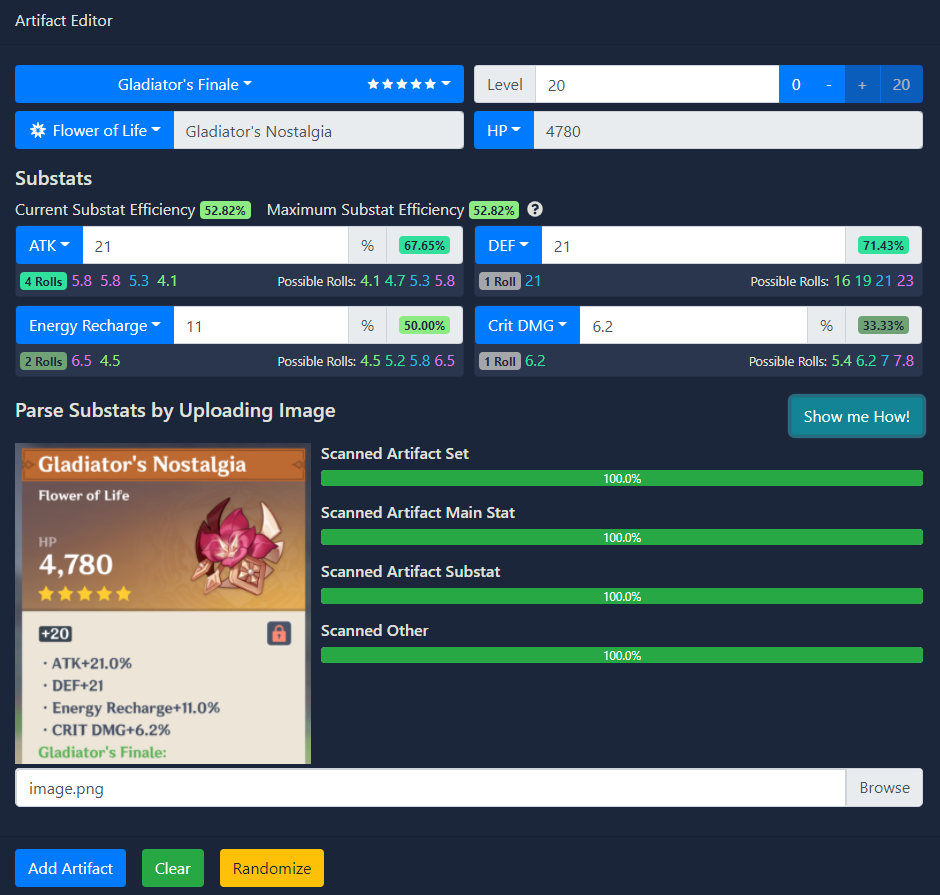 Artifact Editor
Gladiator's Finale
Level 20 0 - + 20
Flower of Life Gladiator's Nostalgia
HP 4780
Substats
Current Substat Efficiency 52.82% Maximum Substat Efficiency 52.82% ?
ATK 21 % 67.65%
4 Rolls 5.8 5.8 5.3 4.1 Possible Rolls: 4.1 4.7 5.3 5.8
DEF 21 71.43%
1 Roll 21 Possible Rolls: 16 19 21 23
Energy Recharge 11 % 50.00%
2 Rolls 6.5 4.5 Possible Rolls: 4.5 5.2 5.8 6.5
Crit DMG 6.2 % 33.33%
1 Roll 6.2 Possible Rolls: 5.4 6.2 7 7.8
Parse Substats by Uploading Image
Show me How!
Gladiator's Nostalgia
Flower of Life
HP
4,780
+20
· ATK+21.0%
· DEF+21
· Energy Recharge+11.0%
· CRIT DMG+6.2%
Gladiator's Finale:
Scanned Artifact Set
100.0%
Scanned Artifact Main Stat
100.0%
Scanned Artifact Substat
100.0%
Scanned Other
100.0%
image.png Browse
Add Artifact Clear Randomize